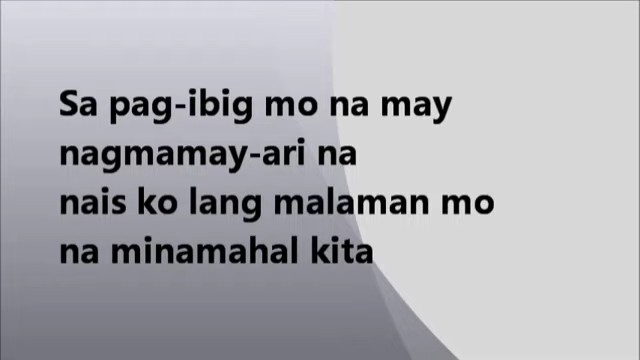 Sa pag-ibig mo na may
nagmamay-ari na
nais ko lang malaman mo
na minamahal kita